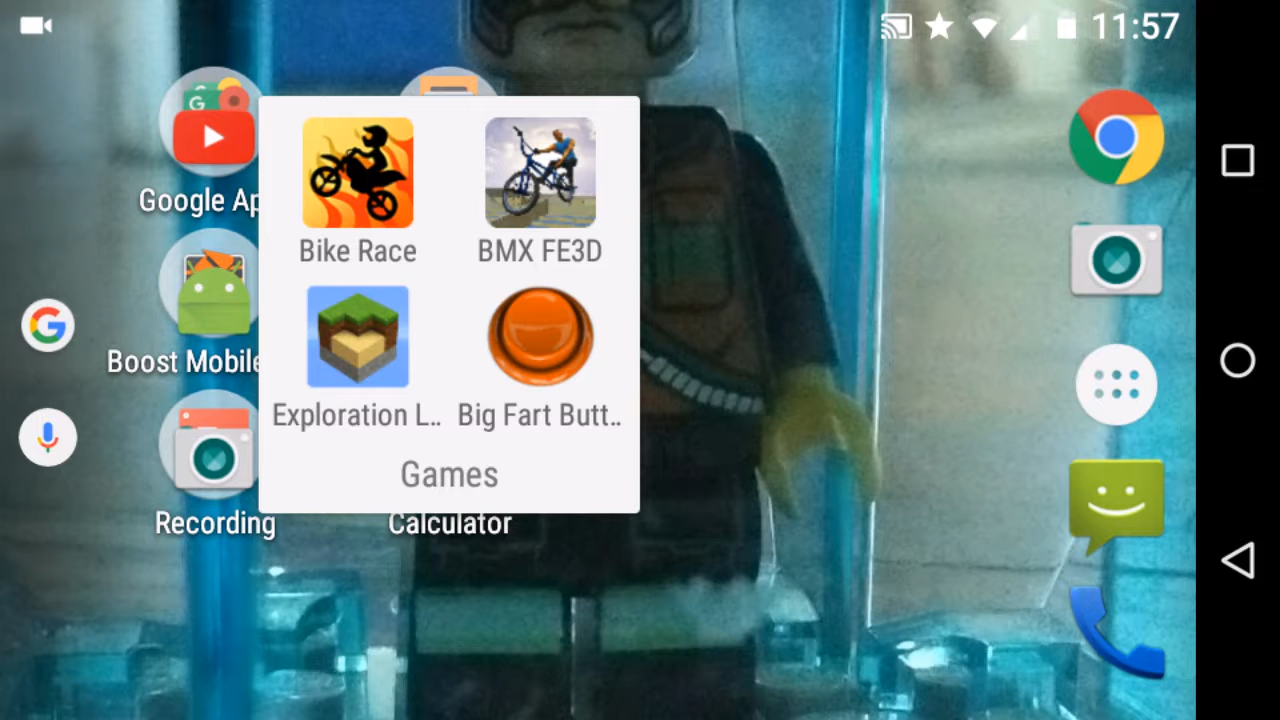 11:57
Google Ap
Bike Race
BMX FE3D
Boost Mobile
Exploration L..
Big Fart Butt..
Games
Recording
Calculator